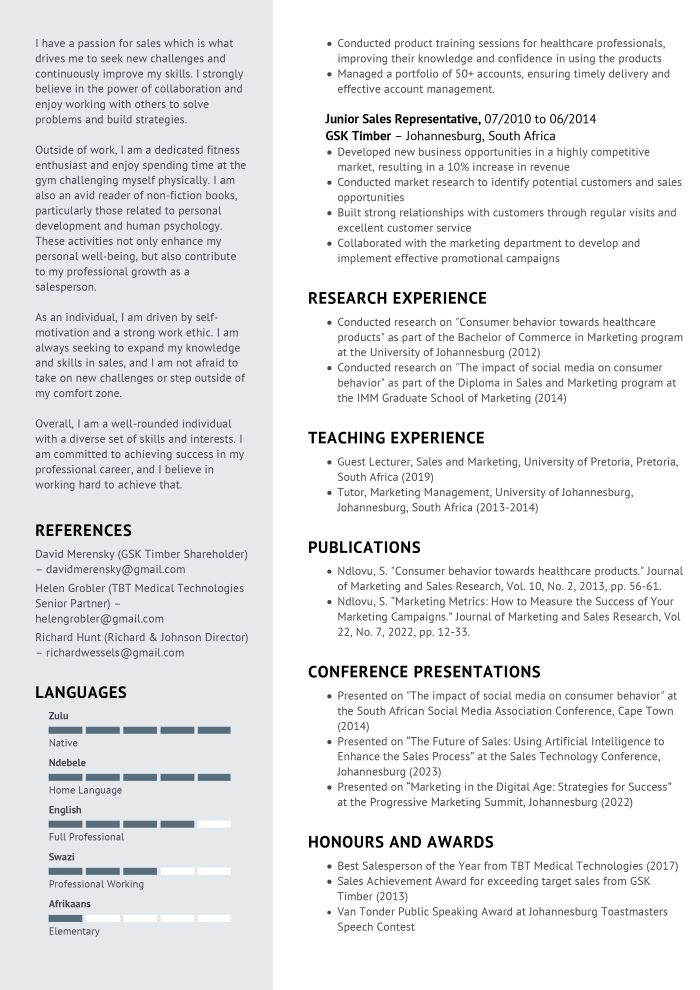 I have a passion for sales which is what
drives me to seek new challenges and
continuously improve my skills. I strongly
believe in the power of collaboration and
enjoy working with others to solve
problems and build strategies.
Outside of work, I am a dedicated fitness
enthusiast and enjoy spending time at the
gym challenging myself physically. I am
also an avid reader of non-fiction books,
particularly those related to personal
development and human psychology.
These activities not only enhance my
personal well-being, but also contribute
to my professional growth as a
salesperson.
As an individual, I am driven by self-
motivation and a strong work ethic. I am
always seeking to expand my knowledge
and skills in sales, and I am not afraid to
take on new challenges or step outside of
my comfort zone.
Overall, I am a well-rounded individual
with a diverse set of skills and interests. I
am committed to achieving success in my
professional career, and I believe in
working hard to achieve that.
REFERENCES
David Merensky (GSK Timber Shareholder)
– davidmerensky@gmail.com
Helen Grobler (TBT Medical Technologies
Senior Partner) –
helengrobler@gmail.com
Richard Hunt (Richard & Johnson Director)
– richardwessels@gmail.com
LANGUAGES
Zulu
Native
Ndebele
Home Language
English
Full Professional
Swazi
Professional Working
Afrikaans
Elementary
• Conducted product training sessions for healthcare professionals,
improving their knowledge and confidence in using the products
• Managed a portfolio of 50+ accounts, ensuring timely delivery and
effective account management.
Junior Sales Representative, 07/2010 to 06/2014
GSK Timber – Johannesburg, South Africa
• Developed new business opportunities in a highly competitive
market, resulting in a 10% increase in revenue
• Conducted market research to identify potential customers and sales
opportunities
• Built strong relationships with customers through regular visits and
excellent customer service
• Collaborated with the marketing department to develop and
implement effective promotional campaigns
RESEARCH EXPERIENCE
• Conducted research on "Consumer behavior towards healthcare
products" as part of the Bachelor of Commerce in Marketing program
at the University of Johannesburg (2012)
• Conducted research on "The impact of social media on consumer
behavior" as part of the Diploma in Sales and Marketing program at
the IMM Graduate School of Marketing (2014)
TEACHING EXPERIENCE
• Guest Lecturer, Sales and Marketing, University of Pretoria, Pretoria,
South Africa (2019)
• Tutor, Marketing Management, University of Johannesburg,
Johannesburg, South Africa (2013-2014)
PUBLICATIONS
• Ndlovu, S. "Consumer behavior towards healthcare products." Journal
of Marketing and Sales Research, Vol. 10, No. 2, 2013, pp. 56-61.
• Ndlovu, S. “Marketing Metrics: How to Measure the Success of Your
Marketing Campaigns.” Journal of Marketing and Sales Research, Vol
22, No. 7, 2022, pp. 12-33.
CONFERENCE PRESENTATIONS
• Presented on "The impact of social media on consumer behavior" at
the South African Social Media Association Conference, Cape Town
(2014)
• Presented on “The Future of Sales: Using Artificial Intelligence to
Enhance the Sales Process” at the Sales Technology Conference,
Johannesburg (2023)
• Presented on “Marketing in the Digital Age: Strategies for Success”
at the Progressive Marketing Summit, Johannesburg (2022)
HONOURS AND AWARDS
• Best Salesperson of the Year from TBT Medical Technologies (2017)
• Sales Achievement Award for exceeding target sales from GSK
Timber (2013)
• Van Tonder Public Speaking Award at Johannesburg Toastmasters
Speech Contest